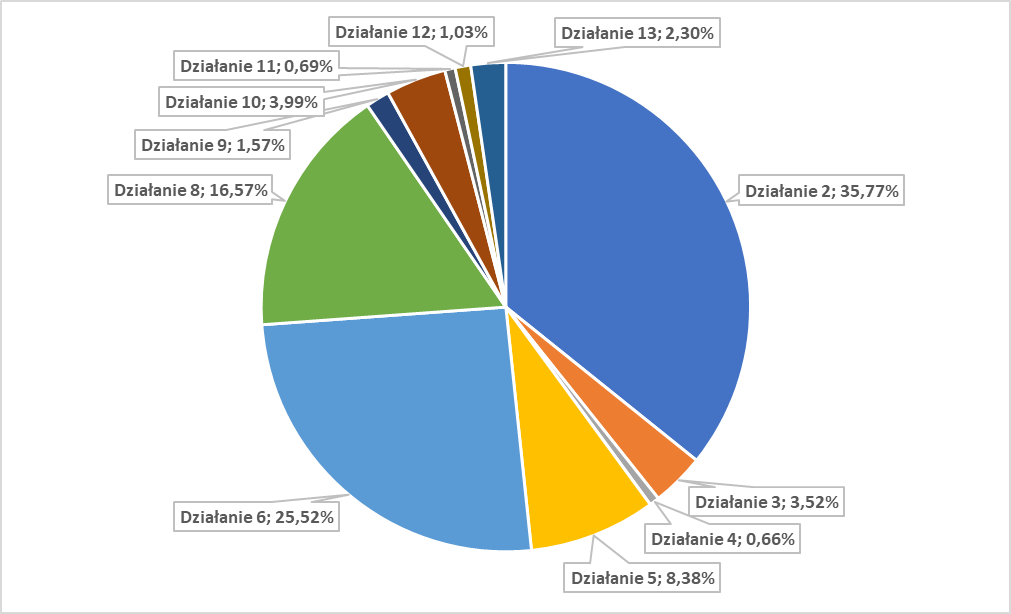 Działanie 12; 1,03%
Działanie 13; 2,30%
Działanie 11; 0,69%
Działanie 10; 3,99%
Działanie 9; 1,57%
Działanie 8; 16,57%
Działanie 2; 35,77%
Działanie 3; 3,52%
Działanie 6; 25,52%
Działanie 4; 0,66%
Działanie 5; 8,38%